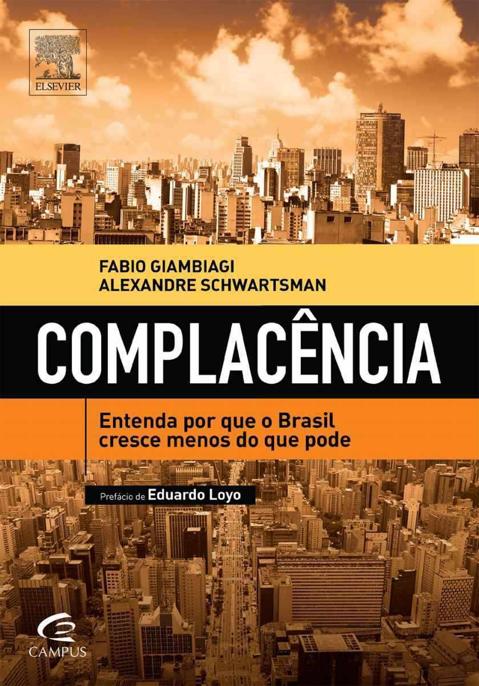 ELSEVIER
FABIO GIAMBIAGI
ALEXANDRE SCHWARTSMAN
COMPLACÊNCIA
Entenda por que o Brasil
cresce menos do que pode
Prefácio de Eduardo Loyo
CAMPUS